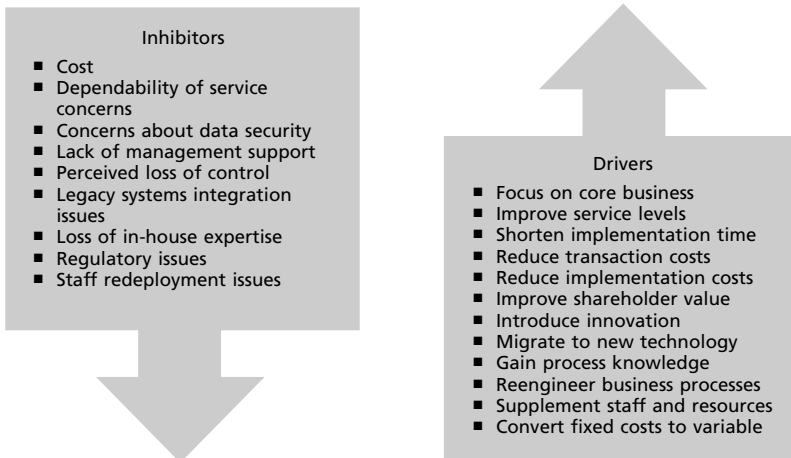 Inhibitors
■ Cost
■ Dependability of service
concerns
■ Concerns about data security
■ Lack of management support
■ Perceived loss of control
■ Legacy systems integration
issues
■ Loss of in-house expertise
■ Regulatory issues
■ Staff redeployment issues
Drivers
■ Focus on core business
■ Improve service levels
■ Shorten implementation time
■ Reduce transaction costs
■ Reduce implementation costs
■ Improve shareholder value
■ Introduce innovation
■ Migrate to new technology
■ Gain process knowledge
■ Reengineer business processes
■ Supplement staff and resources
■ Convert fixed costs to variable